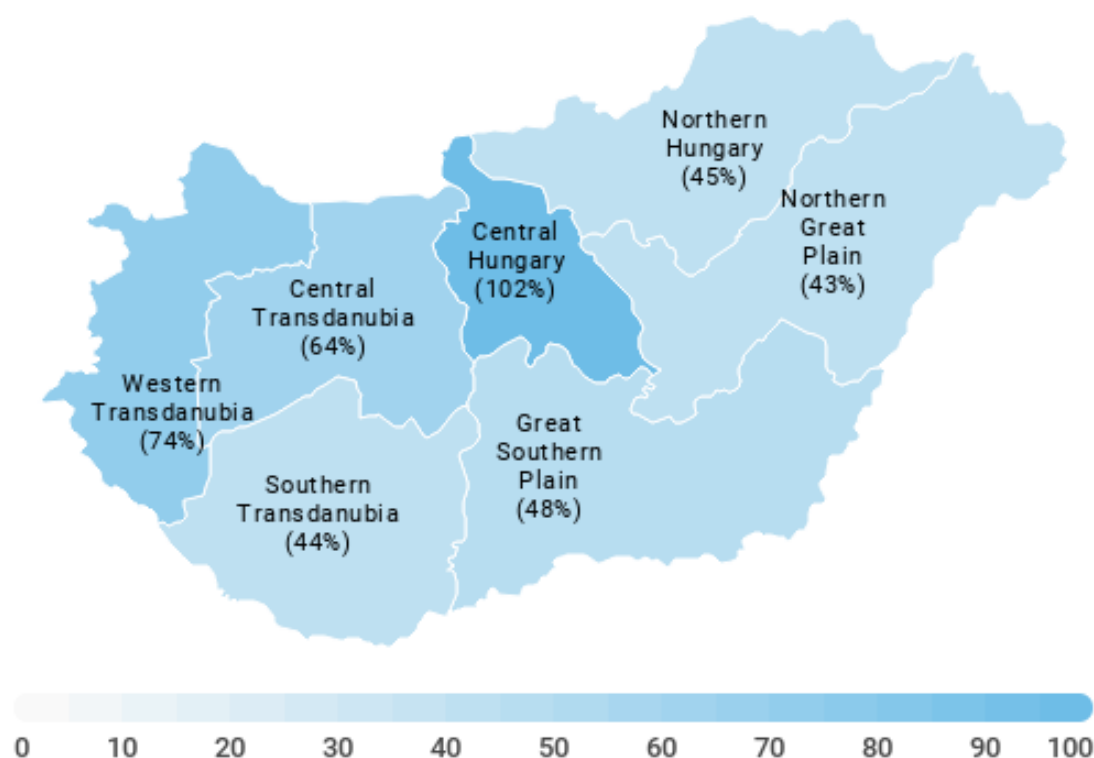 Northern
Hungary
(45%)
Northern
Great
Plain
(43%)
Central
Hungary
(102%)
Central
Transdanubia
(64%)
Western
Transdanubia
(74%)
Great
Southern
Plain
(48%)
Southern
Transdanubia
(44%)
0 10 20 30 40 50 60 70 80 90 100